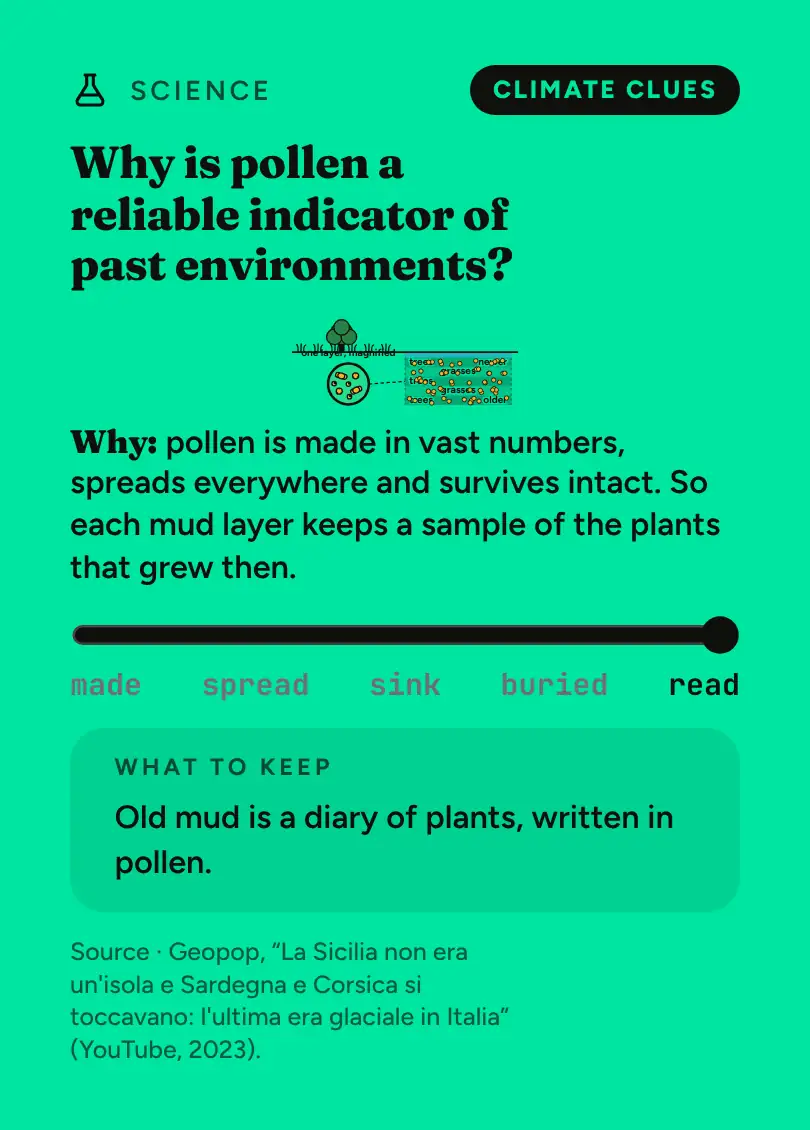 SCIENCE
CLIMATE CLUES
Why is pollen a
reliable indicator of
past environments?
one layer, magnified
trees newer
grasses
trees
grasses
trees older
Why: pollen is made in vast numbers,
spreads everywhere and survives intact. So
each mud layer keeps a sample of the plants
that grew then.
made spread sink buried read
WHAT TO KEEP
Old mud is a diary of plants, written in
pollen.
Source · Geopop, “La Sicilia non era
un'isola e Sardegna e Corsica si
toccavano: l'ultima era glaciale in Italia”
(YouTube, 2023).